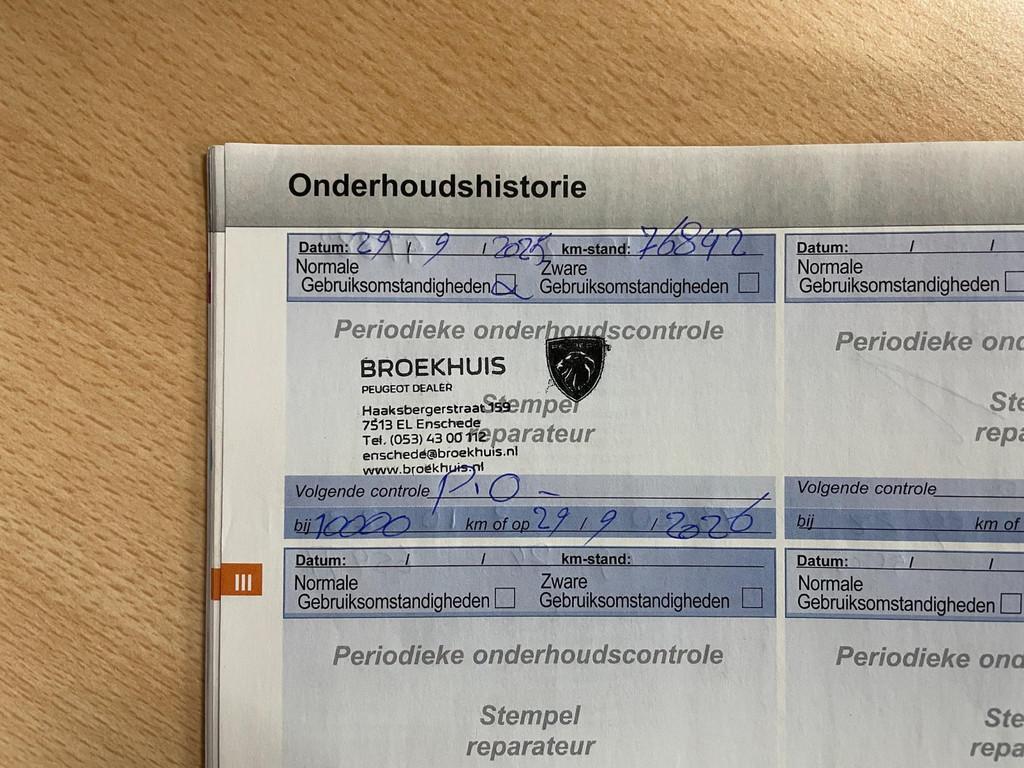 Onderhoudshistorie
Datum: 29 / 9 / 2025 km-stand: 76842
Normale Gebruiksomstandigheden Zware Gebruiksomstandigheden
Periodieke onderhoudscontrole
BROEKHUIS
PEUGEOT DEALER
Haaksbergerstraat 159
7513 EL Enschede
Tel. (053) 43 00 112
enschede@broekhuis.nl
www.broekhuis.nl
Stempel
reparateur
Volgende controle P.O -
bij 10000 km of op 29 / 9 / 2026
Datum: / / 
Normale
Gebruiksomstandigheden
Periodieke ond
Ste
repa
Volgende controle
bij km of
III
Datum: / / km-stand:
Normale Gebruiksomstandigheden Zware Gebruiksomstandigheden
Periodieke onderhoudscontrole
Stempel
reparateur
Datum: / /
Normale
Gebruiksomstandigheden
Periodieke ond
Ste
repa